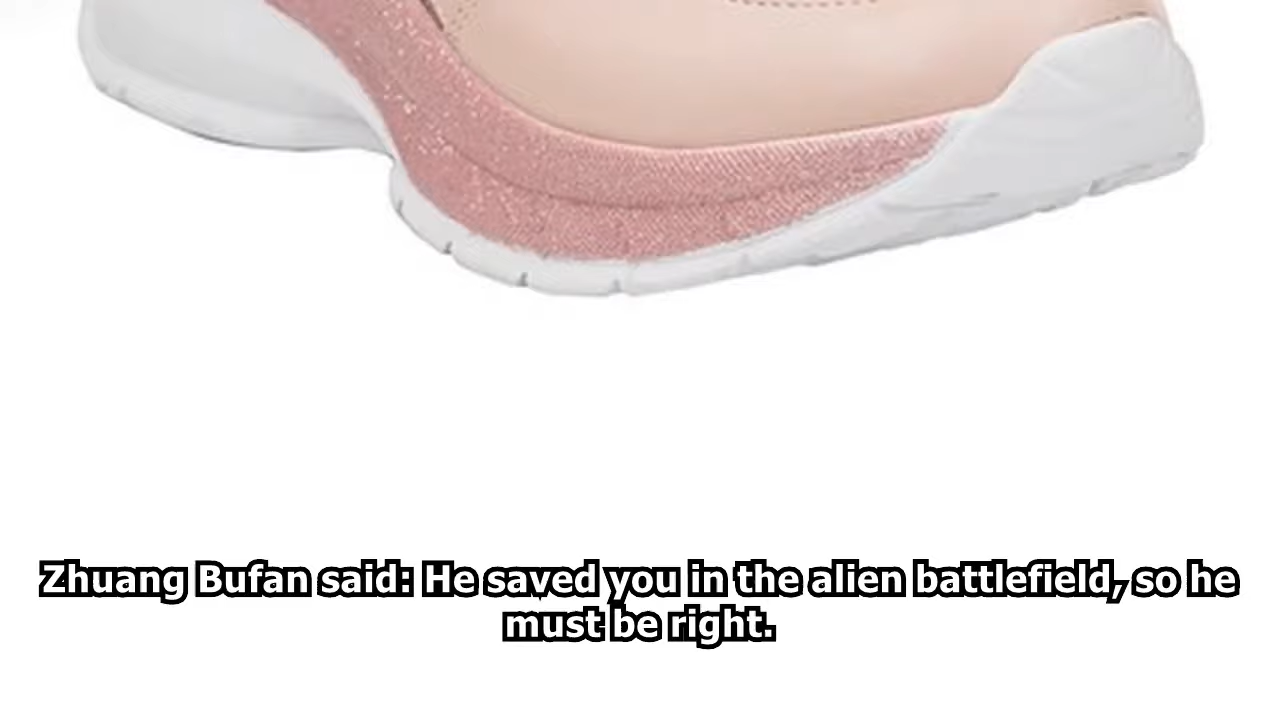 Zhuang Bufan said: He saved you in the alien battlefield, so he
must be right.